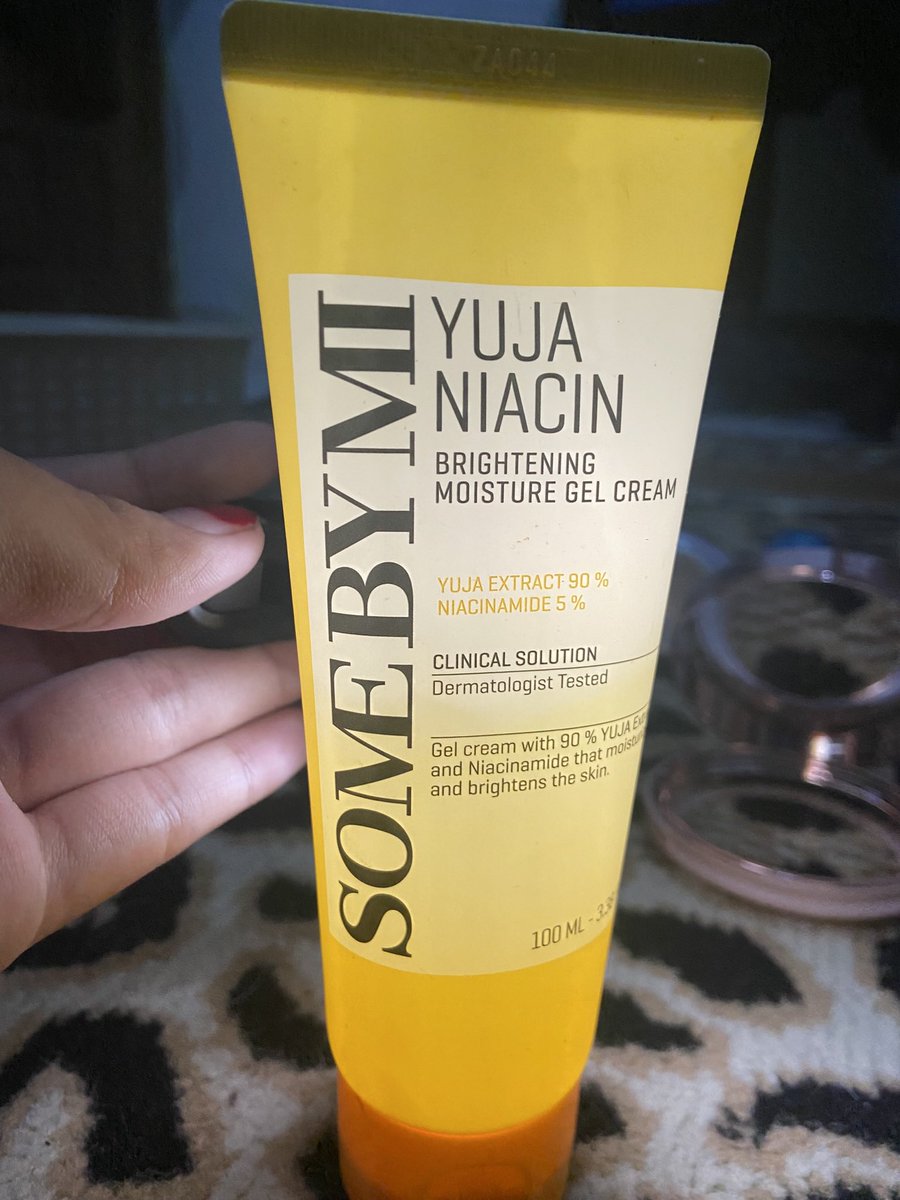 2A044
SOMEBYMI
YUJA
NIACIN
BRIGHTENING
MOISTURE GEL CREAM
YUJA EXTRACT 90 %
NIACINAMIDE 5 %
CLINICAL SOLUTION
Dermatologist Tested
Gel cream with 90 % YUJA
and Niacinamide that
and brightens the skin.
100 ML -